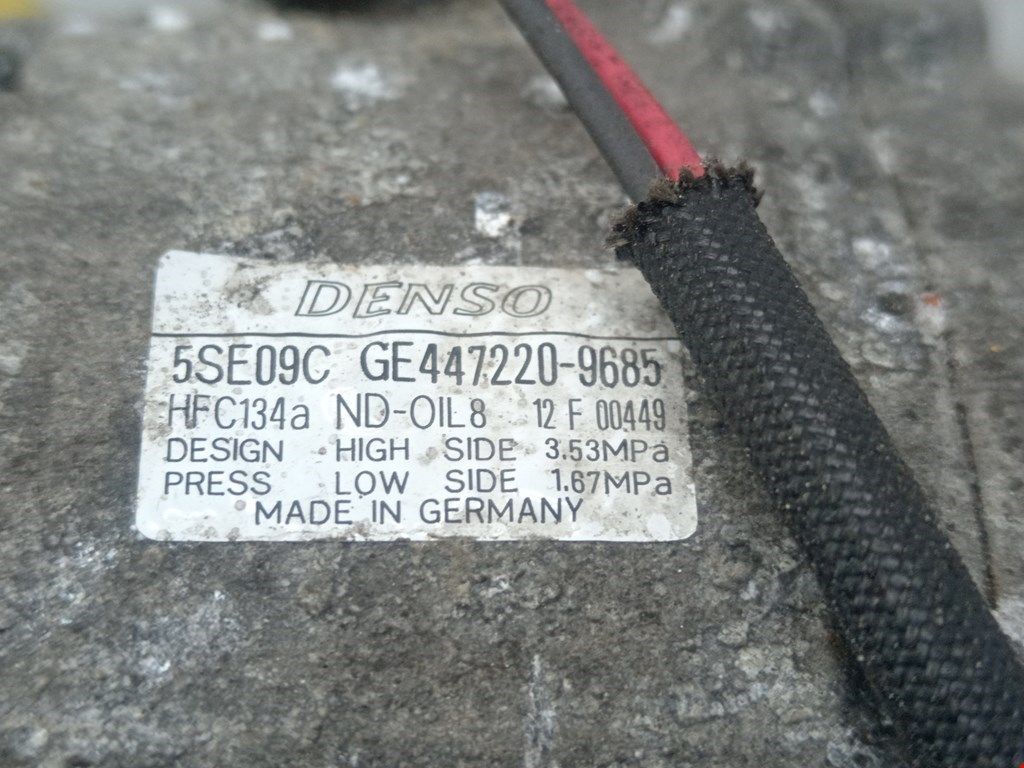 DENSO
5SE09C GE447220-9685
HFC134a ND-OIL8 12 F 00449
DESIGN HIGH SIDE 3.53MPa
PRESS LOW SIDE 1.67MPa
MADE IN GERMANY